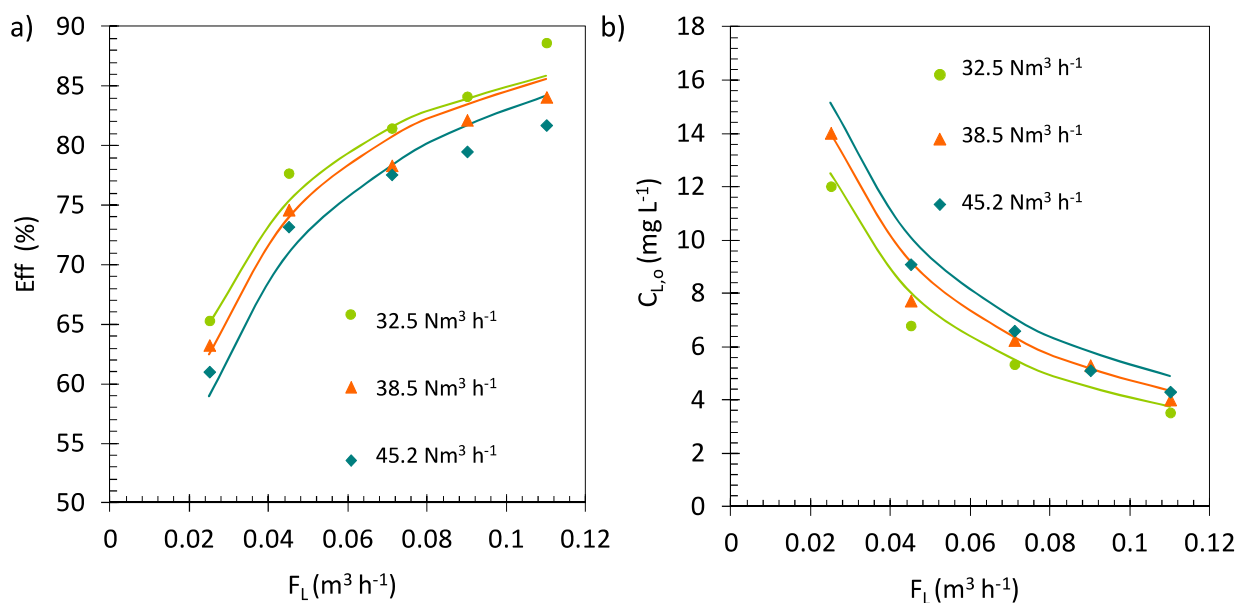 a)
Eff (%)
90
85
80
75
70
65
60
55
50
32.5 Nm³ h⁻¹
38.5 Nm³ h⁻¹
45.2 Nm³ h⁻¹
0
0.02
0.04
0.06
0.08
0.1
0.12
F_L (m³ h⁻¹)
b)
C_L,o (mg L⁻¹)
18
16
14
12
10
8
6
4
2
0
32.5 Nm³ h⁻¹
38.5 Nm³ h⁻¹
45.2 Nm³ h⁻¹
0
0.02
0.04
0.06
0.08
0.1
0.12
F_L (m³ h⁻¹)